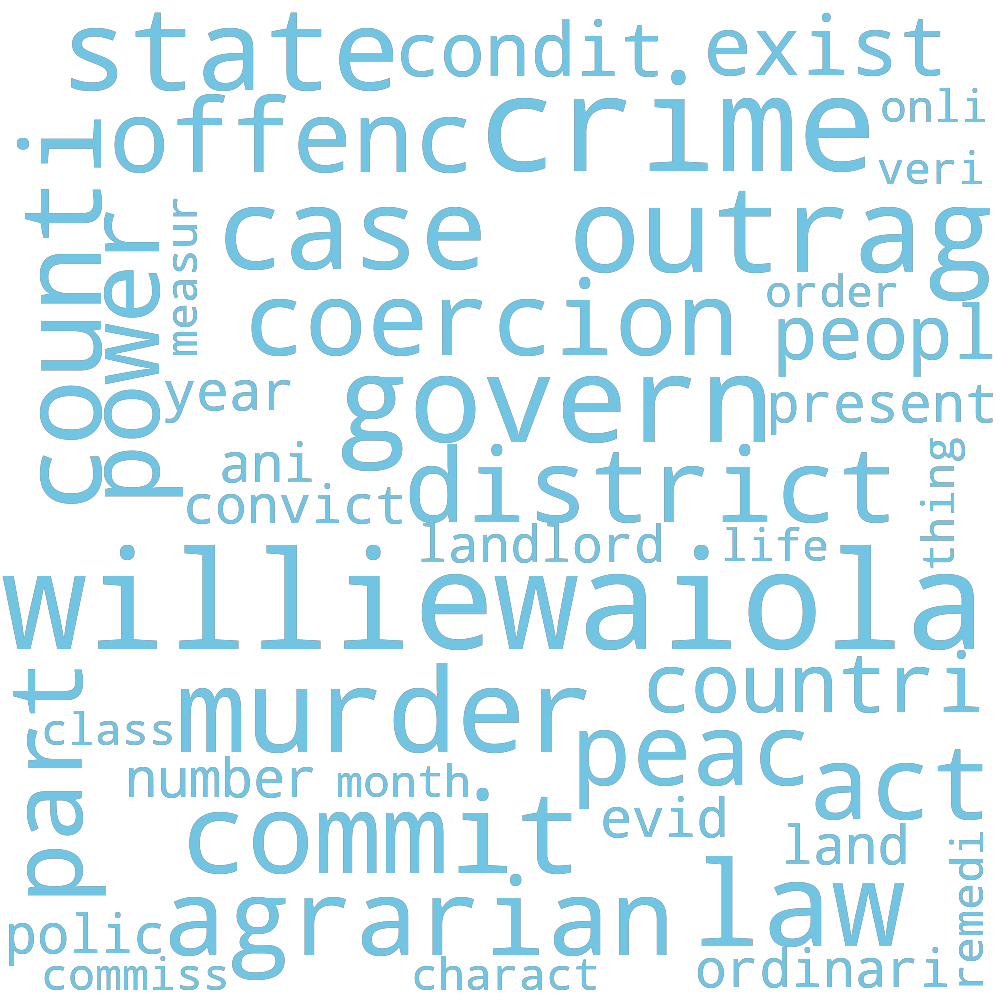 state
condit
exist
offenc
crime
onli
veri
counti
power
measur
case
outrag
coercion
order
peopl
year
govern
present
ani
convict
district
thing
landlord
life
williewaiola
part
murder
countri
class
peac
number
month
act
commit
evid
land
remedi
agrarian
law
polic
commiss
charact
ordinari